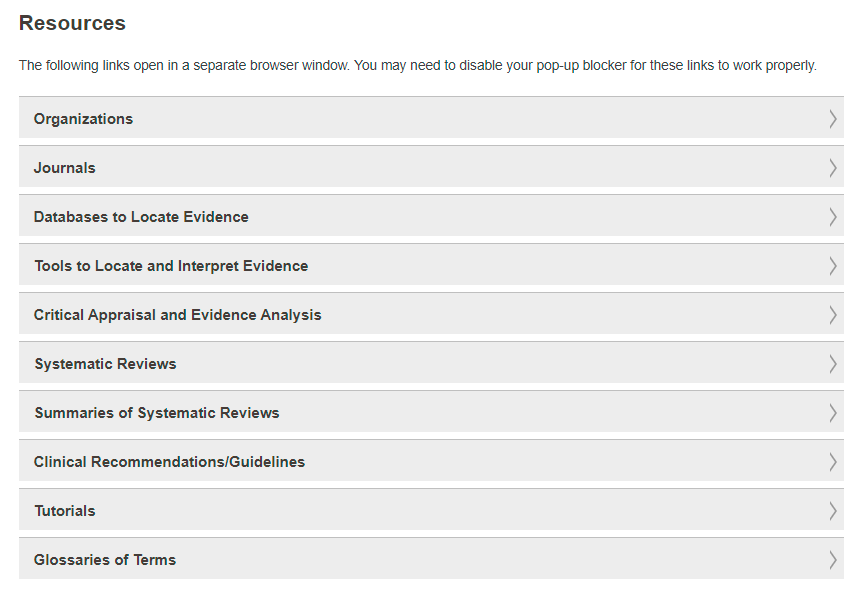 Resources
The following links open in a separate browser window. You may need to disable your pop-up blocker for these links to work properly.
Organizations
Journals
Databases to Locate Evidence
Tools to Locate and Interpret Evidence
Critical Appraisal and Evidence Analysis
Systematic Reviews
Summaries of Systematic Reviews
Clinical Recommendations/Guidelines
Tutorials
Glossaries of Terms